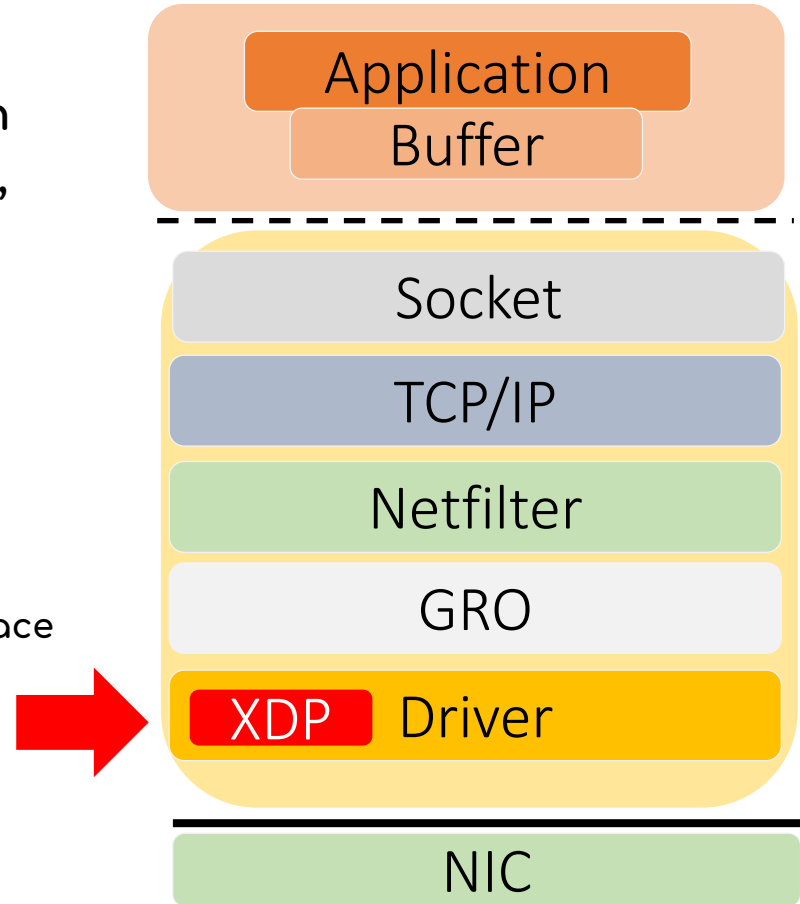 Application
Buffer
Socket
TCP/IP
Netfilter
GRO
XDP Driver
NIC